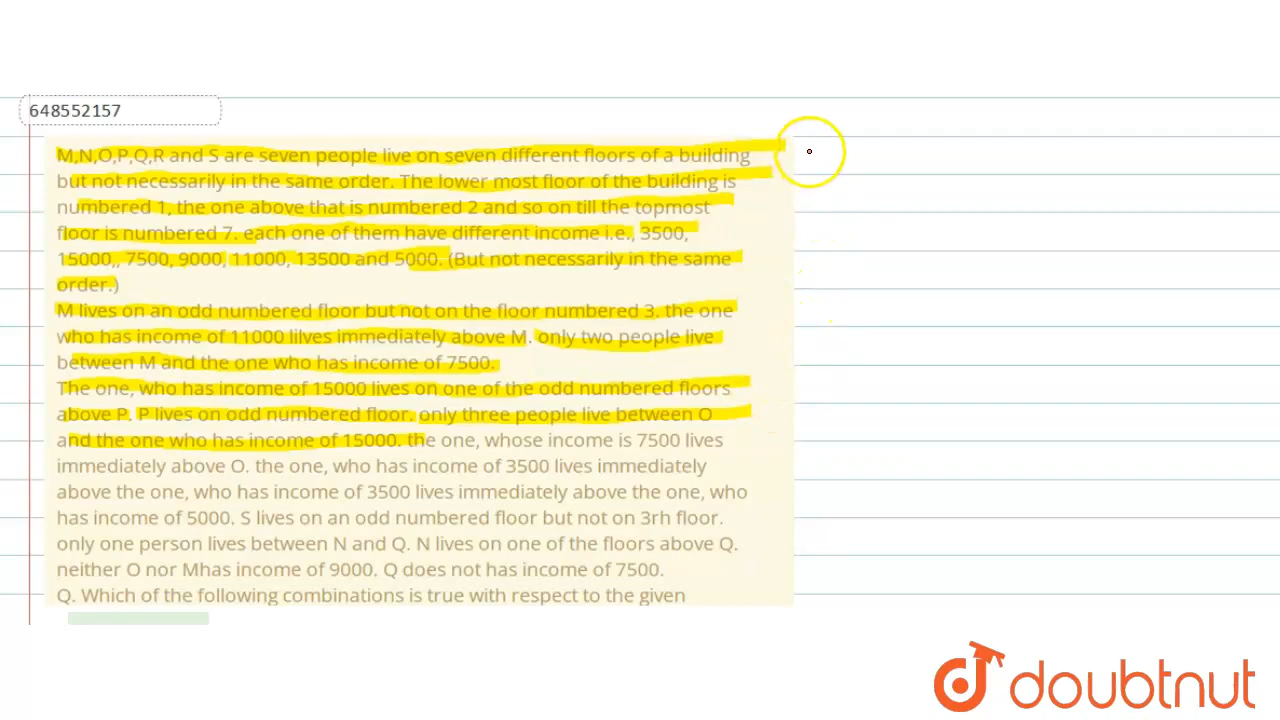 648552157
M,N,O,P,Q,R and S are seven people live on seven different floors of a building
but not necessarily in the same order. The lower most floor of the building is
numbered 1, the one above that is numbered 2 and so on till the topmost
floor is numbered 7. each one of them have different income i.e., 3500,
15000,, 7500, 9000, 11000, 13500 and 5000. (But not necessarily in the same
order.)
M lives on an odd numbered floor but not on the floor numbered 3. the one
who has income of 11000 lilves immediately above M. only two people live
between M and the one who has income of 7500.
The one, who has income of 15000 lives on one of the odd numbered floors
above P. P lives on odd numbered floor. only three people live between O
and the one who has income of 15000. the one, whose income is 7500 lives
immediately above O. the one, who has income of 3500 lives immediately
above the one, who has income of 3500 lives immediately above the one, who
has income of 5000. S lives on an odd numbered floor but not on 3rh floor.
only one person lives between N and Q. N lives on one of the floors above Q.
neither O nor Mhas income of 9000. Q does not has income of 7500.
Q. Which of the following combinations is true with respect to the given
doubtnut